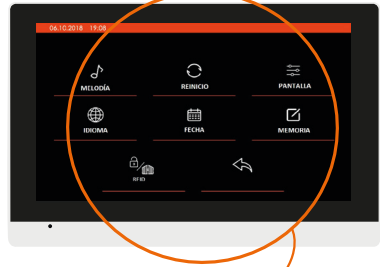 06.10.2018 19:08
MELODÍA
REINICIO
PANTALLA
IDIOMA
FECHA
MEMORIA
RFID